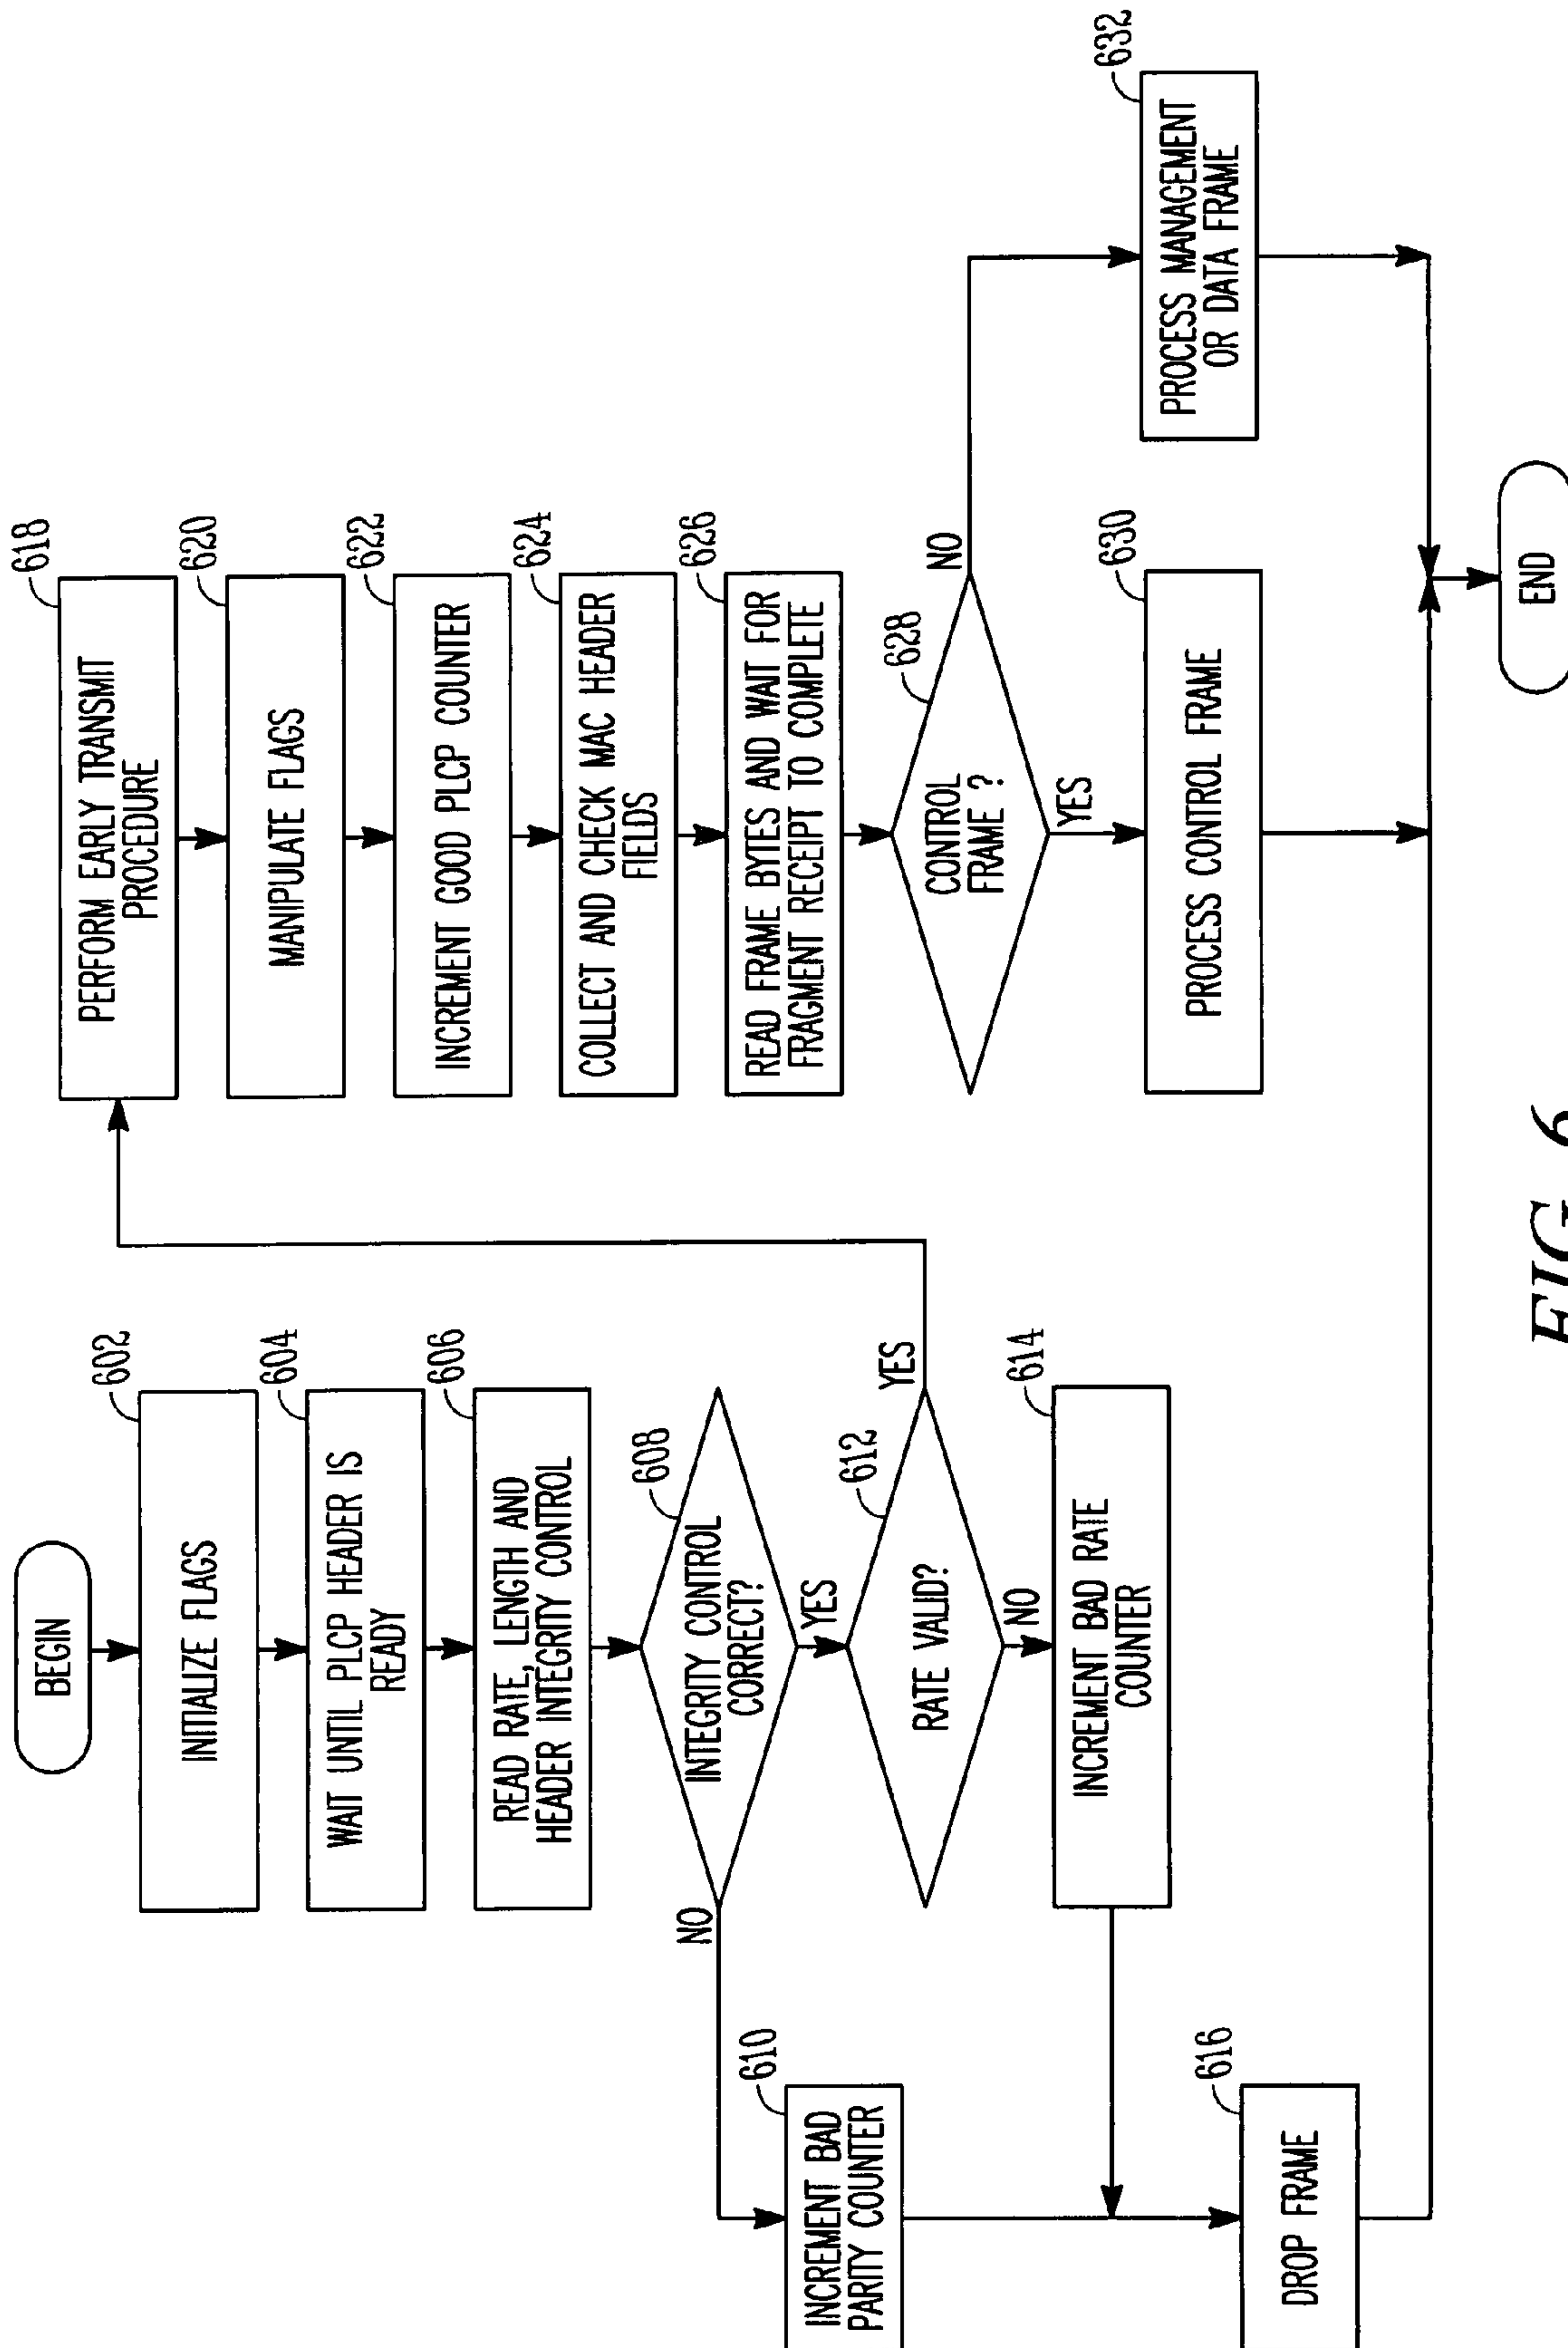 BEGIN
602
INITIALIZE FLAGS
604
WAIT UNTIL PLCP HEADER IS
READY
606
READ RATE, LENGTH AND
HEADER INTEGRITY CONTROL
608
INTEGRITY CONTROL
CORRECT?
NO
YES
610
INCREMENT BAD
PARITY COUNTER
612
RATE VALID?
YES
NO
614
INCREMENT BAD RATE
COUNTER
616
DROP FRAME
618
PERFORM EARLY TRANSMIT
PROCEDURE
620
MANIPULATE FLAGS
622
INCREMENT GOOD PLCP COUNTER
624
COLLECT AND CHECK MAC HEADER
FIELDS
626
READ FRAME BYTES AND WAIT FOR
FRAGMENT RECEIPT TO COMPLETE
628
CONTROL
FRAME ?
NO
YES
630
PROCESS CONTROL FRAME
632
PROCESS MANAGEMENT
OR DATA FRAME
END
FIG. 6